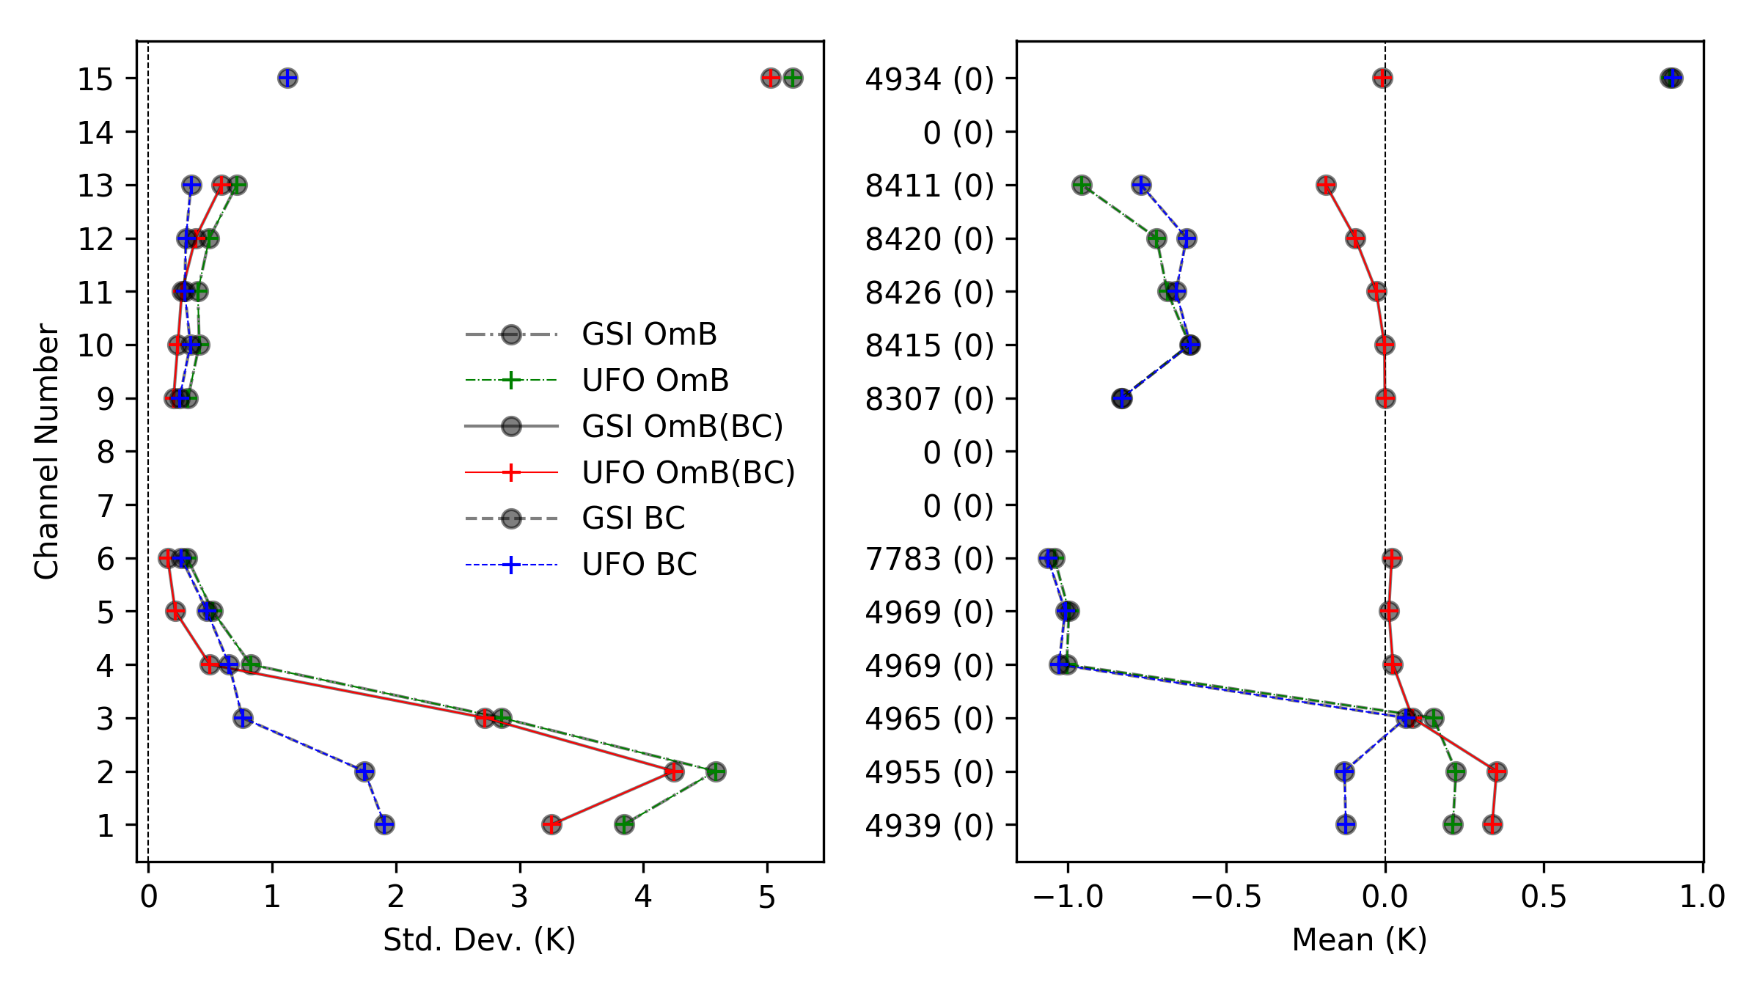 15
14
13
12
11
10
9
8
7
6
5
4
3
2
1
Channel Number
0 1 2 3 4 5
Std. Dev. (K)
GSI OmB
UFO OmB
GSI OmB(BC)
UFO OmB(BC)
GSI BC
UFO BC
4934 (0)
0 (0)
8411 (0)
8420 (0)
8426 (0)
8415 (0)
8307 (0)
0 (0)
0 (0)
7783 (0)
4969 (0)
4969 (0)
4965 (0)
4955 (0)
4939 (0)
−1.0 −0.5 0.0 0.5 1.0
Mean (K)